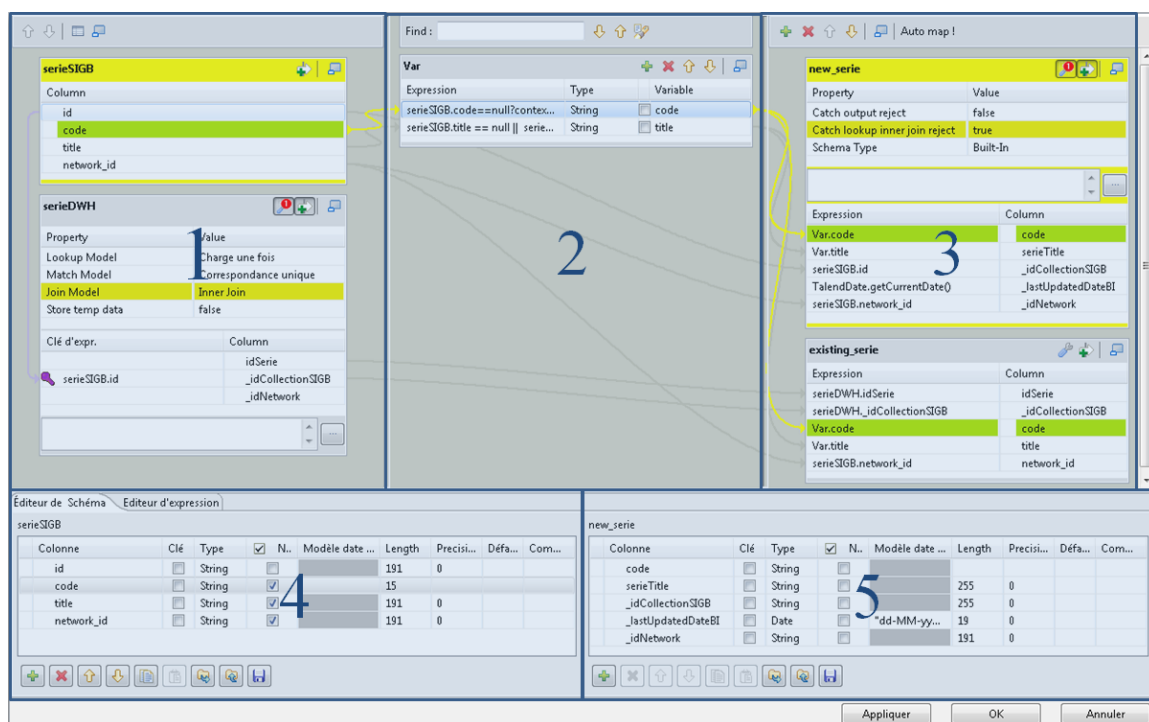 Find :
Auto map !
serieSIGB
Column
id
code
title
network_id
serieDWH
Property Value
Lookup Model Charge une fois
Match Model Correspondance unique
Join Model Inner Join
Store temp data false
Clé d'expr. Column
idSerie
serieSIGB.id _idCollectionSIGB
_idNetwork
...
1
Var
Expression Type Variable
serieSIGB.code==null?contex... String code
serieSIGB.title == null || serie... String title
2
new_serie
Property Value
Catch output reject false
Catch lookup inner join reject true
Schema Type Built-In
...
Expression Column
Var.code code
Var.title serieTitle
serieSIGB.id _idCollectionSIGB
TalendDate.getCurrentDate() _lastUpdatedDateBI
serieSIGB.network_id _idNetwork
3
existing_serie
Expression Column
serieDWH.idSerie idSerie
serieDWH._idCollectionSIGB _idCollectionSIGB
Var.code code
Var.title title
serieSIGB.network_id network_id
Éditeur de Schéma Editeur d'expression
serieSIGB
Colonne Clé Type N.. Modèle date ... Length Precisi... Défa... Com...
id String 191 0
code String 15
title String 191 0
network_id String 191 0
4
new_serie
Colonne Clé Type N.. Modèle date ... Length Precisi... Défa... Com...
code String
serieTitle String 255 0
_idCollectionSIGB String 255 0
_lastUpdatedDateBI Date "dd-MM-yy... 19 0
_idNetwork String 191 0
5
Appliquer OK Annuler